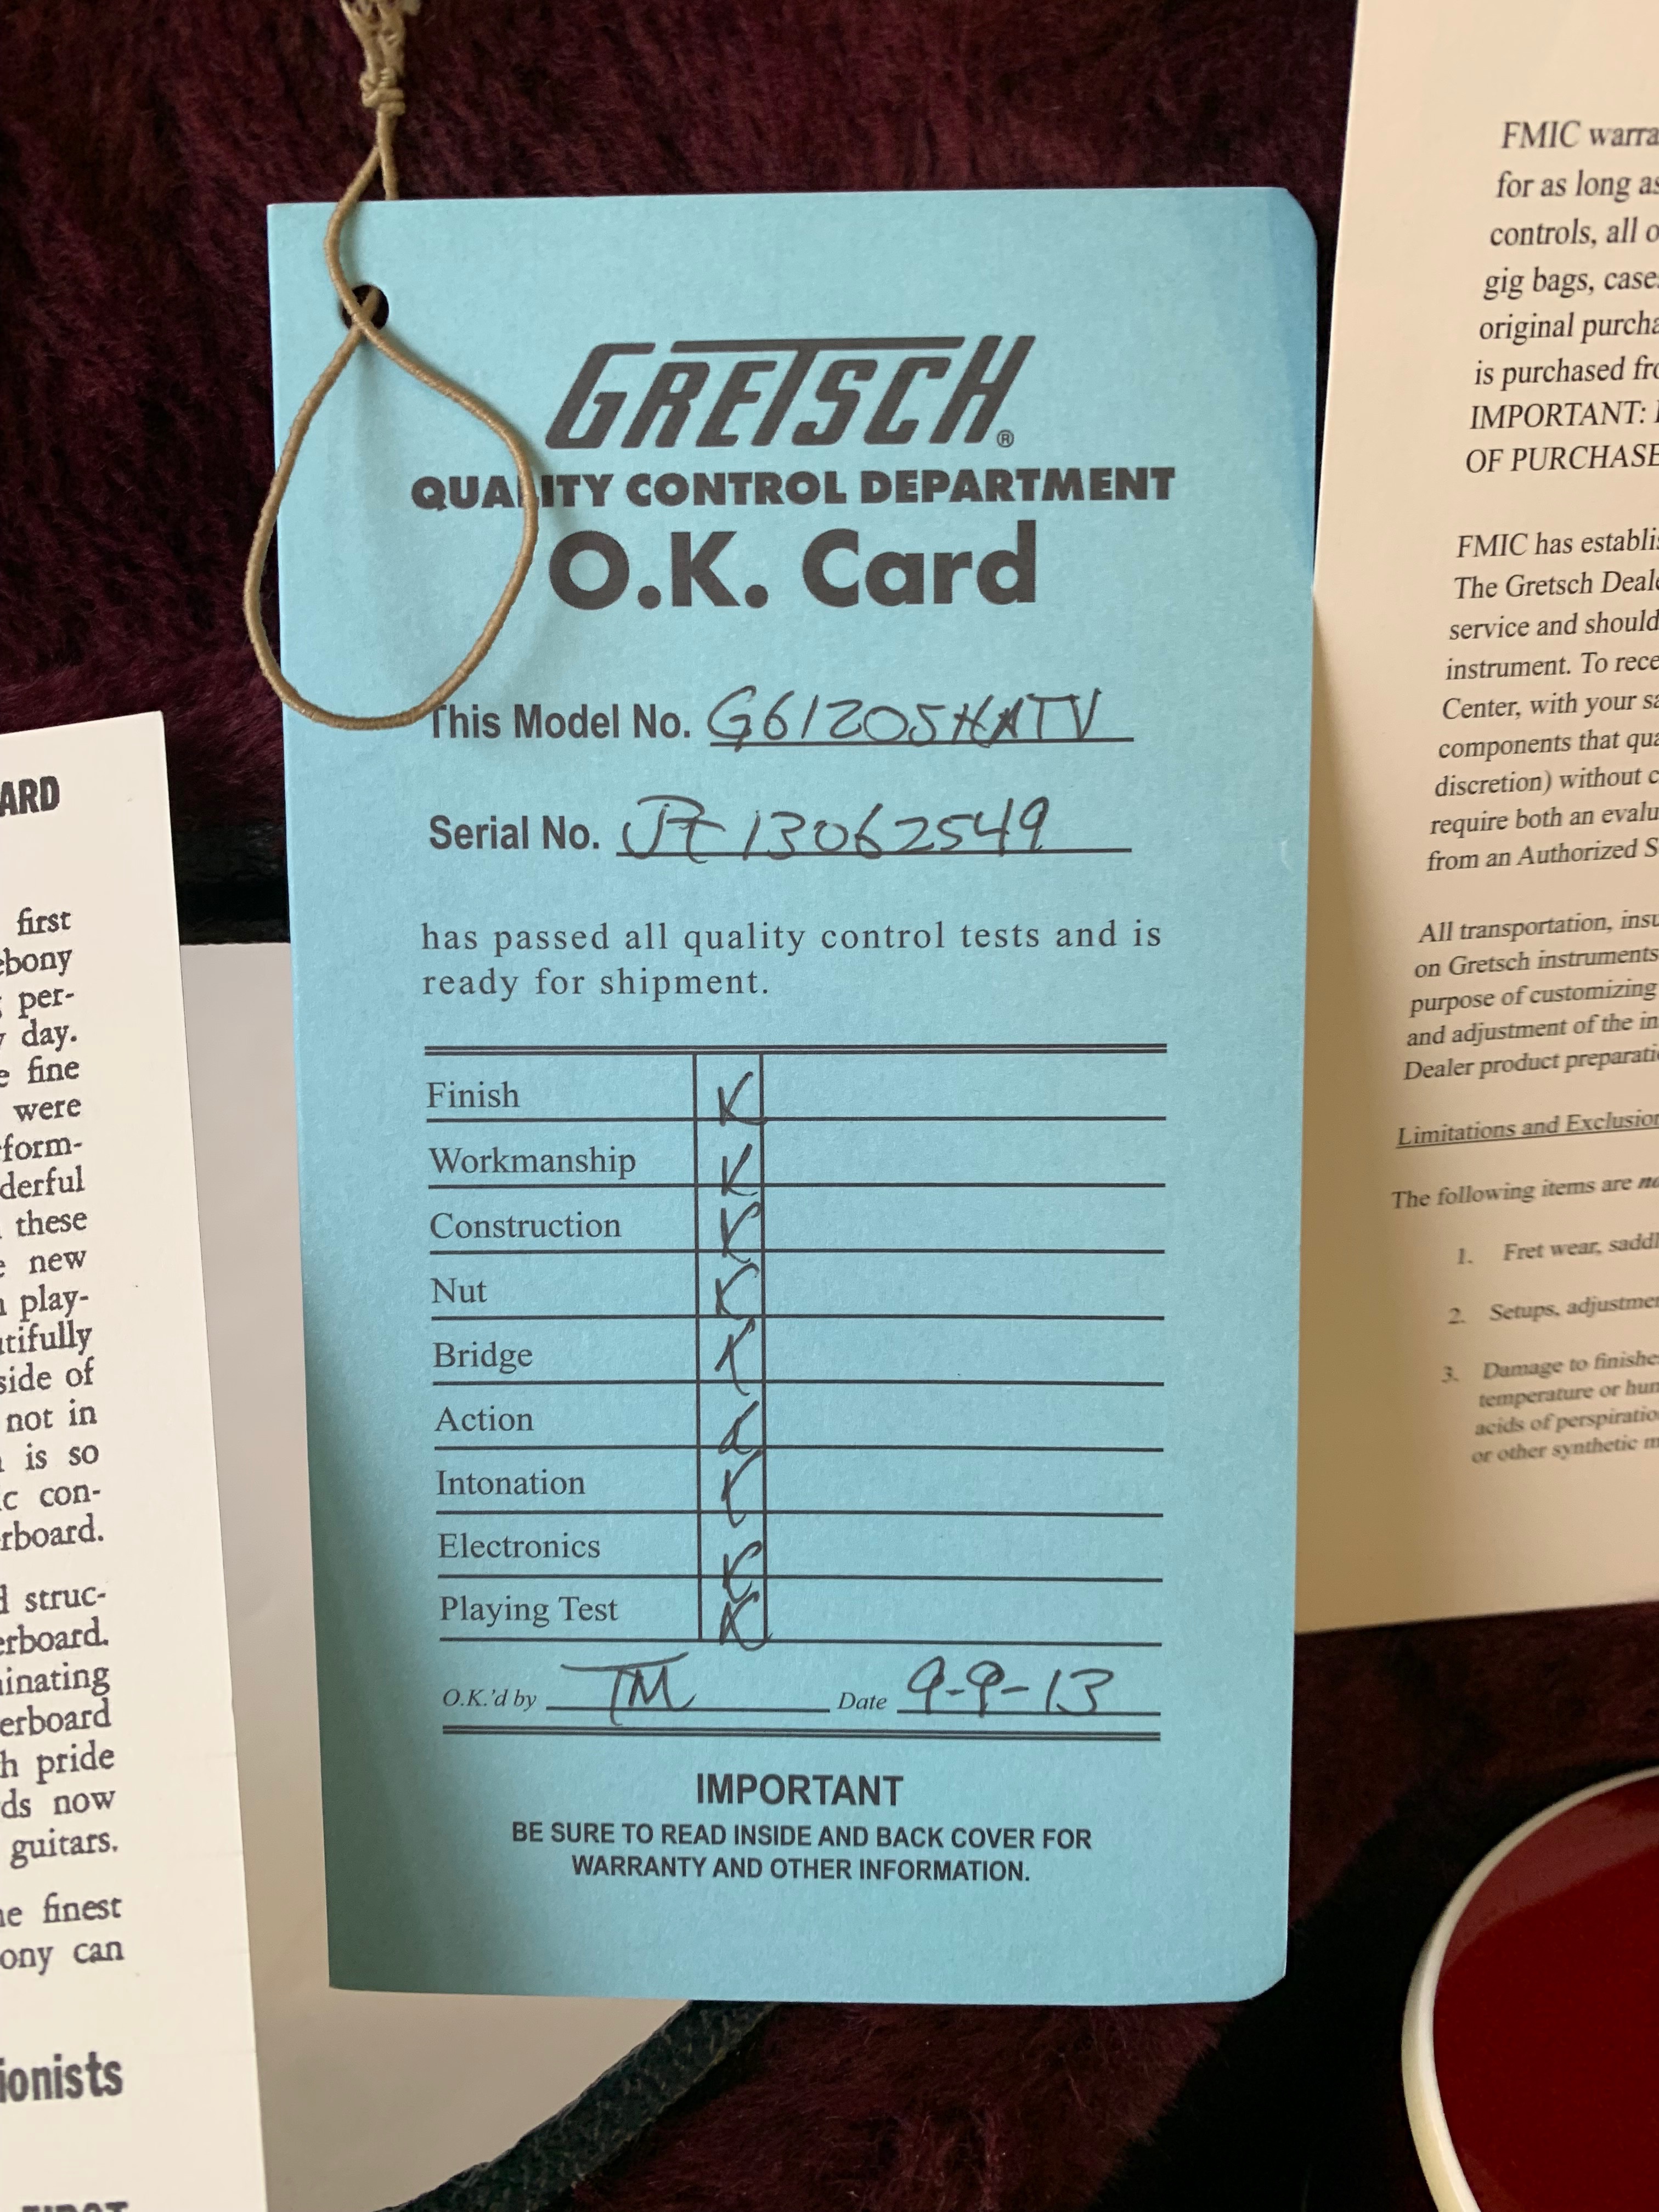 ARD
first
ebony
per-
day.
fine
were
form-
derful
these
new
play-
utifully
side of
not in
is so
c con-
rboard.
struc-
erboard.
inating
erboard
h pride
ds now
guitars.
finest
ony can
ionists
GRETSCH®
QUALITY CONTROL DEPARTMENT
O.K. Card
This Model No. G6120SHATV
Serial No. JT13062549
has passed all quality control tests and is
ready for shipment.
Finish
Workmanship
Construction
Nut
Bridge
Action
Intonation
Electronics
Playing Test
O.K.'d by TM Date 9-9-13
IMPORTANT
BE SURE TO READ INSIDE AND BACK COVER FOR
WARRANTY AND OTHER INFORMATION.
FMIC warra
for as long as
controls, all o
gig bags, case
original purcha
is purchased fro
IMPORTANT:
OF PURCHASE
FMIC has establi
The Gretsch Deale
service and should
instrument. To rece
Center, with your sa
components that qua
discretion) without c
require both an evalu
from an Authorized S
All transportation, insu
on Gretsch instruments
purpose of customizing
and adjustment of the in
Dealer product preparati
Limitations and Exclusion
The following items are no
1. Fret wear, saddl
2. Setups, adjustme
3. Damage to finishe
temperature or hum
acids of perspiratio
or other synthetic m